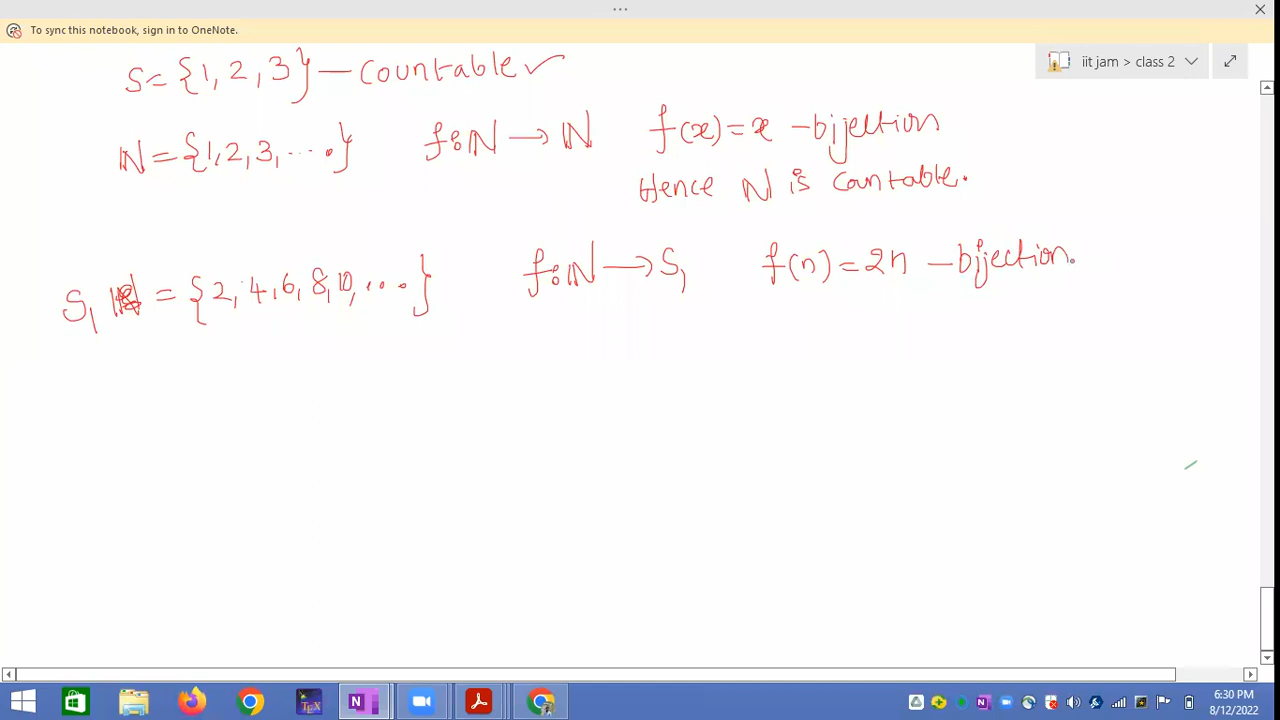 To sync this notebook, sign in to OneNote.
iit jam > class 2
S = {1, 2, 3} — Countable ✓
ℕ = {1, 2, 3, ....} f: ℕ → ℕ f(x) = x – bijection
Hence ℕ is countable.
S₁ = {2, 4, 6, 8, 10, ....} f: ℕ → S₁ f(n) = 2n – bijection.
6:30 PM
8/12/2022